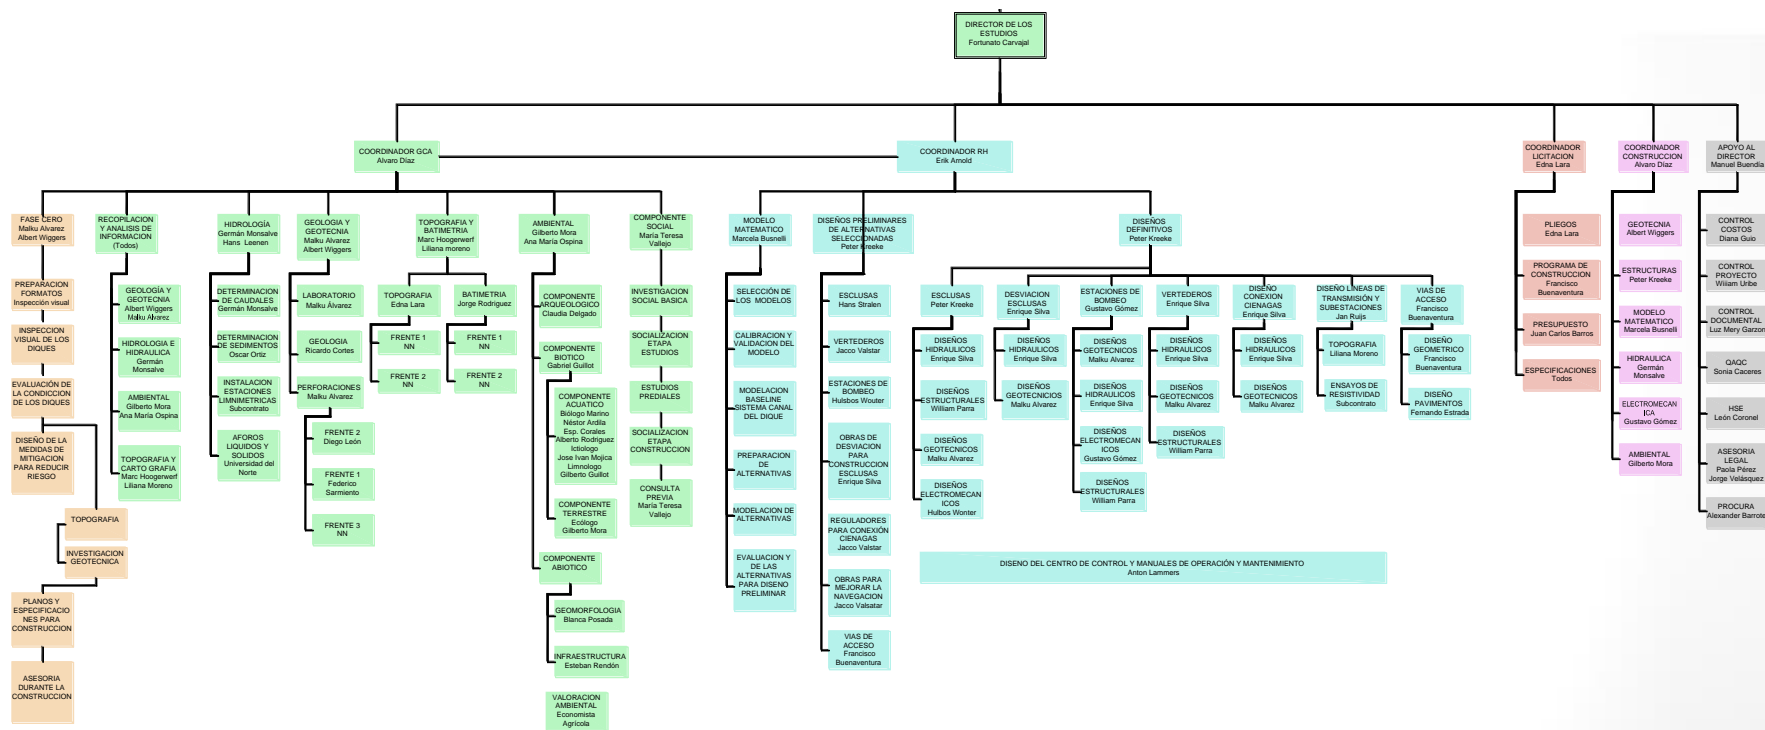 DIRECTOR DE LOS
ESTUDIOS
Fortunato Carvajal
COORDINADOR GCA
Alvaro Díaz
COORDINADOR RH
Erik Arnold
COORDINADOR
LICITACION
Edna Lara
COORDINADOR
CONSTRUCCION
Alvaro Díaz
APOYO AL
DIRECTOR
Manuel Buendía
FASE CERO
Malku Alvarez
Albert Wiggers
PREPARACION
FORMATOS
Inspección visual
INSPECCION
VISUAL DE LOS
DIQUES
EVALUACIÓN DE
LA CONDICCION
DE LOS DIQUES
DISEÑO DE LA
MEDIDAS DE
MITIGACION
PARA REDUCIR
RIESGO
TOPOGRAFIA
INVESTIGACION
GEOTECNICA
PLANOS Y
ESPECIFICACIO
NES PARA
CONSTRUCCION
ASESORIA
DURANTE LA
CONSTRUCCION
RECOPILACION
Y ANALISIS DE
INFORMACION
(Todos)
GEOLOGÍA Y
GEOTECNIA
Albert Wiggers
Malku Alvarez
HIDROLOGIA E
HIDRAULICA
Germán
Monsalve
AMBIENTAL
Gilberto Mora
Ana María Ospina
TOPOGRAFIA Y
CARTO GRAFIA
Marc Hoogerwerf
Liliana Moreno
HIDROLOGÍA
Germán Monsalve
Hans Leenen
DETERMINACION
DE CAUDALES
Germán Monsalve
DETERMINACION
DE SEDIMENTOS
Oscar Ortiz
INSTALACION
ESTACIONES
LIMNIMETRICAS
Subcontrato
AFOROS
LIQUIDOS Y
SOLIDOS
Universidad del
Norte
GEOLOGIA Y
GEOTECNIA
Malku Alvarez
Albert Wiggers
LABORATORIO
Malku Álvarez
GEOLOGIA
Ricardo Cortes
PERFORACIONES
Malku Alvarez
FRENTE 2
Diego León
FRENTE 1
Federico
Sarmiento
FRENTE 3
NN
TOPOGRAFIA Y
BATIMETRIA
Marc Hoogerwerf
Liliana moreno
TOPOGRAFIA
Edna Lara
FRENTE 1
NN
FRENTE 2
NN
BATIMETRIA
Jorge Rodríguez
FRENTE 1
NN
FRENTE 2
NN
AMBIENTAL
Gilberto Mora
Ana María Ospina
COMPONENTE
ARQUEOLOGICO
Claudia Delgado
COMPONENTE
BIOTICO
Gabriel Guillot
COMPONENTE
ACUATICO
Biólogo Marino
Néstor Ardila
Esp. Corales
Alberto Rodríguez
Ictiologo
Jose Ivan Mojica
Limnologo
Gilberto Guillot
COMPONENTE
TERRESTRE
Ecólogo
Gilberto Mora
COMPONENTE
ABIOTICO
GEOMORFOLOGIA
Blanca Posada
INFRAESTRUCTURA
Esteban Rendón
VALORACION
AMBIENTAL
Economista
Agrícola
COMPONENTE
SOCIAL
María Teresa
Vallejo
INVESTIGACION
SOCIAL BASICA
SOCIALIZACION
ETAPA
ESTUDIOS
ESTUDIOS
PREDIALES
SOCIALIZACION
ETAPA
CONSTRUCCION
CONSULTA
PREVIA
María Teresa
Vallejo
MODELO
MATEMATICO
Marcela Busnelli
SELECCIÓN DE
LOS MODELOS
CALIBRACION Y
VALIDACION DEL
MODELO
MODELACION
BASELINE
SISTEMA CANAL
DEL DIQUE
PREPARACION
DE
ALTERNATIVAS
MODELACION DE
ALTERNATIVAS
EVALUACION Y
DE LAS
ALTERNATIVAS
PARA DISENO
PRELIMINAR
DISEÑOS PRELIMINARES
DE ALTERNATIVAS
SELECCIONADAS
Peter Kreeke
ESCLUSAS
Hans Stralen
VERTEDEROS
Jacco Valstar
ESTACIONES DE
BOMBEO
Hulsbos Wouter
OBRAS DE
DESVIACION
PARA
CONSTRUCCION
ESCLUSAS
Enrique Silva
REGULADORES
PARA CONEXIÓN
CIENAGAS
Jacco Valstar
OBRAS PARA
MEJORAR LA
NAVEGACION
Jacco Valsatar
VIAS DE
ACCESO
Francisco
Buenaventura
DISEÑOS
DEFINITIVOS
Peter Kreeke
ESCLUSAS
Peter Kreeke
DISEÑOS
HIDRAULICOS
Enrique Silva
DISEÑOS
ESTRUCTURALES
William Parra
DISEÑOS
GEOTECNICOS
Malku Alvarez
DISEÑOS
ELECTROMECAN
ICOS
Hulbos Wonter
DESVIACION
ESCLUSAS
Enrique Silva
DISEÑOS
HIDRAULICOS
Enrique Silva
DISEÑOS
GEOTECNICIOS
Malku Alvarez
ESTACIONES DE
BOMBEO
Gustavo Gómez
DISEÑOS
GEOTECNICOS
Malku Alvarez
DISEÑOS
HIDRAULICOS
Enrique Silva
DISEÑOS
ELECTROMECAN
ICOS
Gustavo Gómez
DISEÑOS
ESTRUCTURALES
William Parra
VERTEDEROS
Enrique Silva
DISEÑOS
HIDRAULICOS
Enrique Silva
DISEÑOS
GEOTECNICOS
Malku Alvarez
DISEÑOS
ESTRUCTURALES
William Parra
DISEÑO
CONEXION
CIENAGAS
Enrique Silva
DISEÑOS
HIDRAULICOS
Enrique Silva
DISEÑOS
GEOTECNICOS
Malku Alvarez
DISEÑO LÍNEAS DE
TRANSMISIÓN Y
SUBESTACIONES
Jan Ruijs
TOPOGRAFIA
Liliana Moreno
ENSAYOS DE
RESISTIVIDAD
Subcontrato
VIAS DE
ACCESO
Francisco
Buenaventura
DISEÑO
GEOMETRICO
Francisco
Buenaventura
DISEÑO
PAVIMENTOS
Fernando Estrada
DISENO DEL CENTRO DE CONTROL Y MANUALES DE OPERACIÓN Y MANTENIMIENTO
Anton Lammers
PLIEGOS
Edna Lara
PROGRAMA DE
CONSTRUCCION
Francisco
Buenaventura
PRESUPUESTO
Juan Carlos Barros
ESPECIFICACIONES
Todos
GEOTECNIA
Albert Wiggers
ESTRUCTURAS
Peter Kreeke
MODELO
MATEMATICO
Marcela Busnelli
HIDRAULICA
Germán
Monsalve
ELECTROMECAN
ICA
Gustavo Gómez
AMBIENTAL
Gilberto Mora
CONTROL
COSTOS
Diana Guio
CONTROL
PROYECTO
Wiliam Uribe
CONTROL
DOCUMENTAL
Luz Mery Garzon
QAQC
Sonia Caceres
HSE
León Coronel
ASESORIA
LEGAL
Paola Pérez
Jorge Velásquez
PROCURA
Alexander Barrote